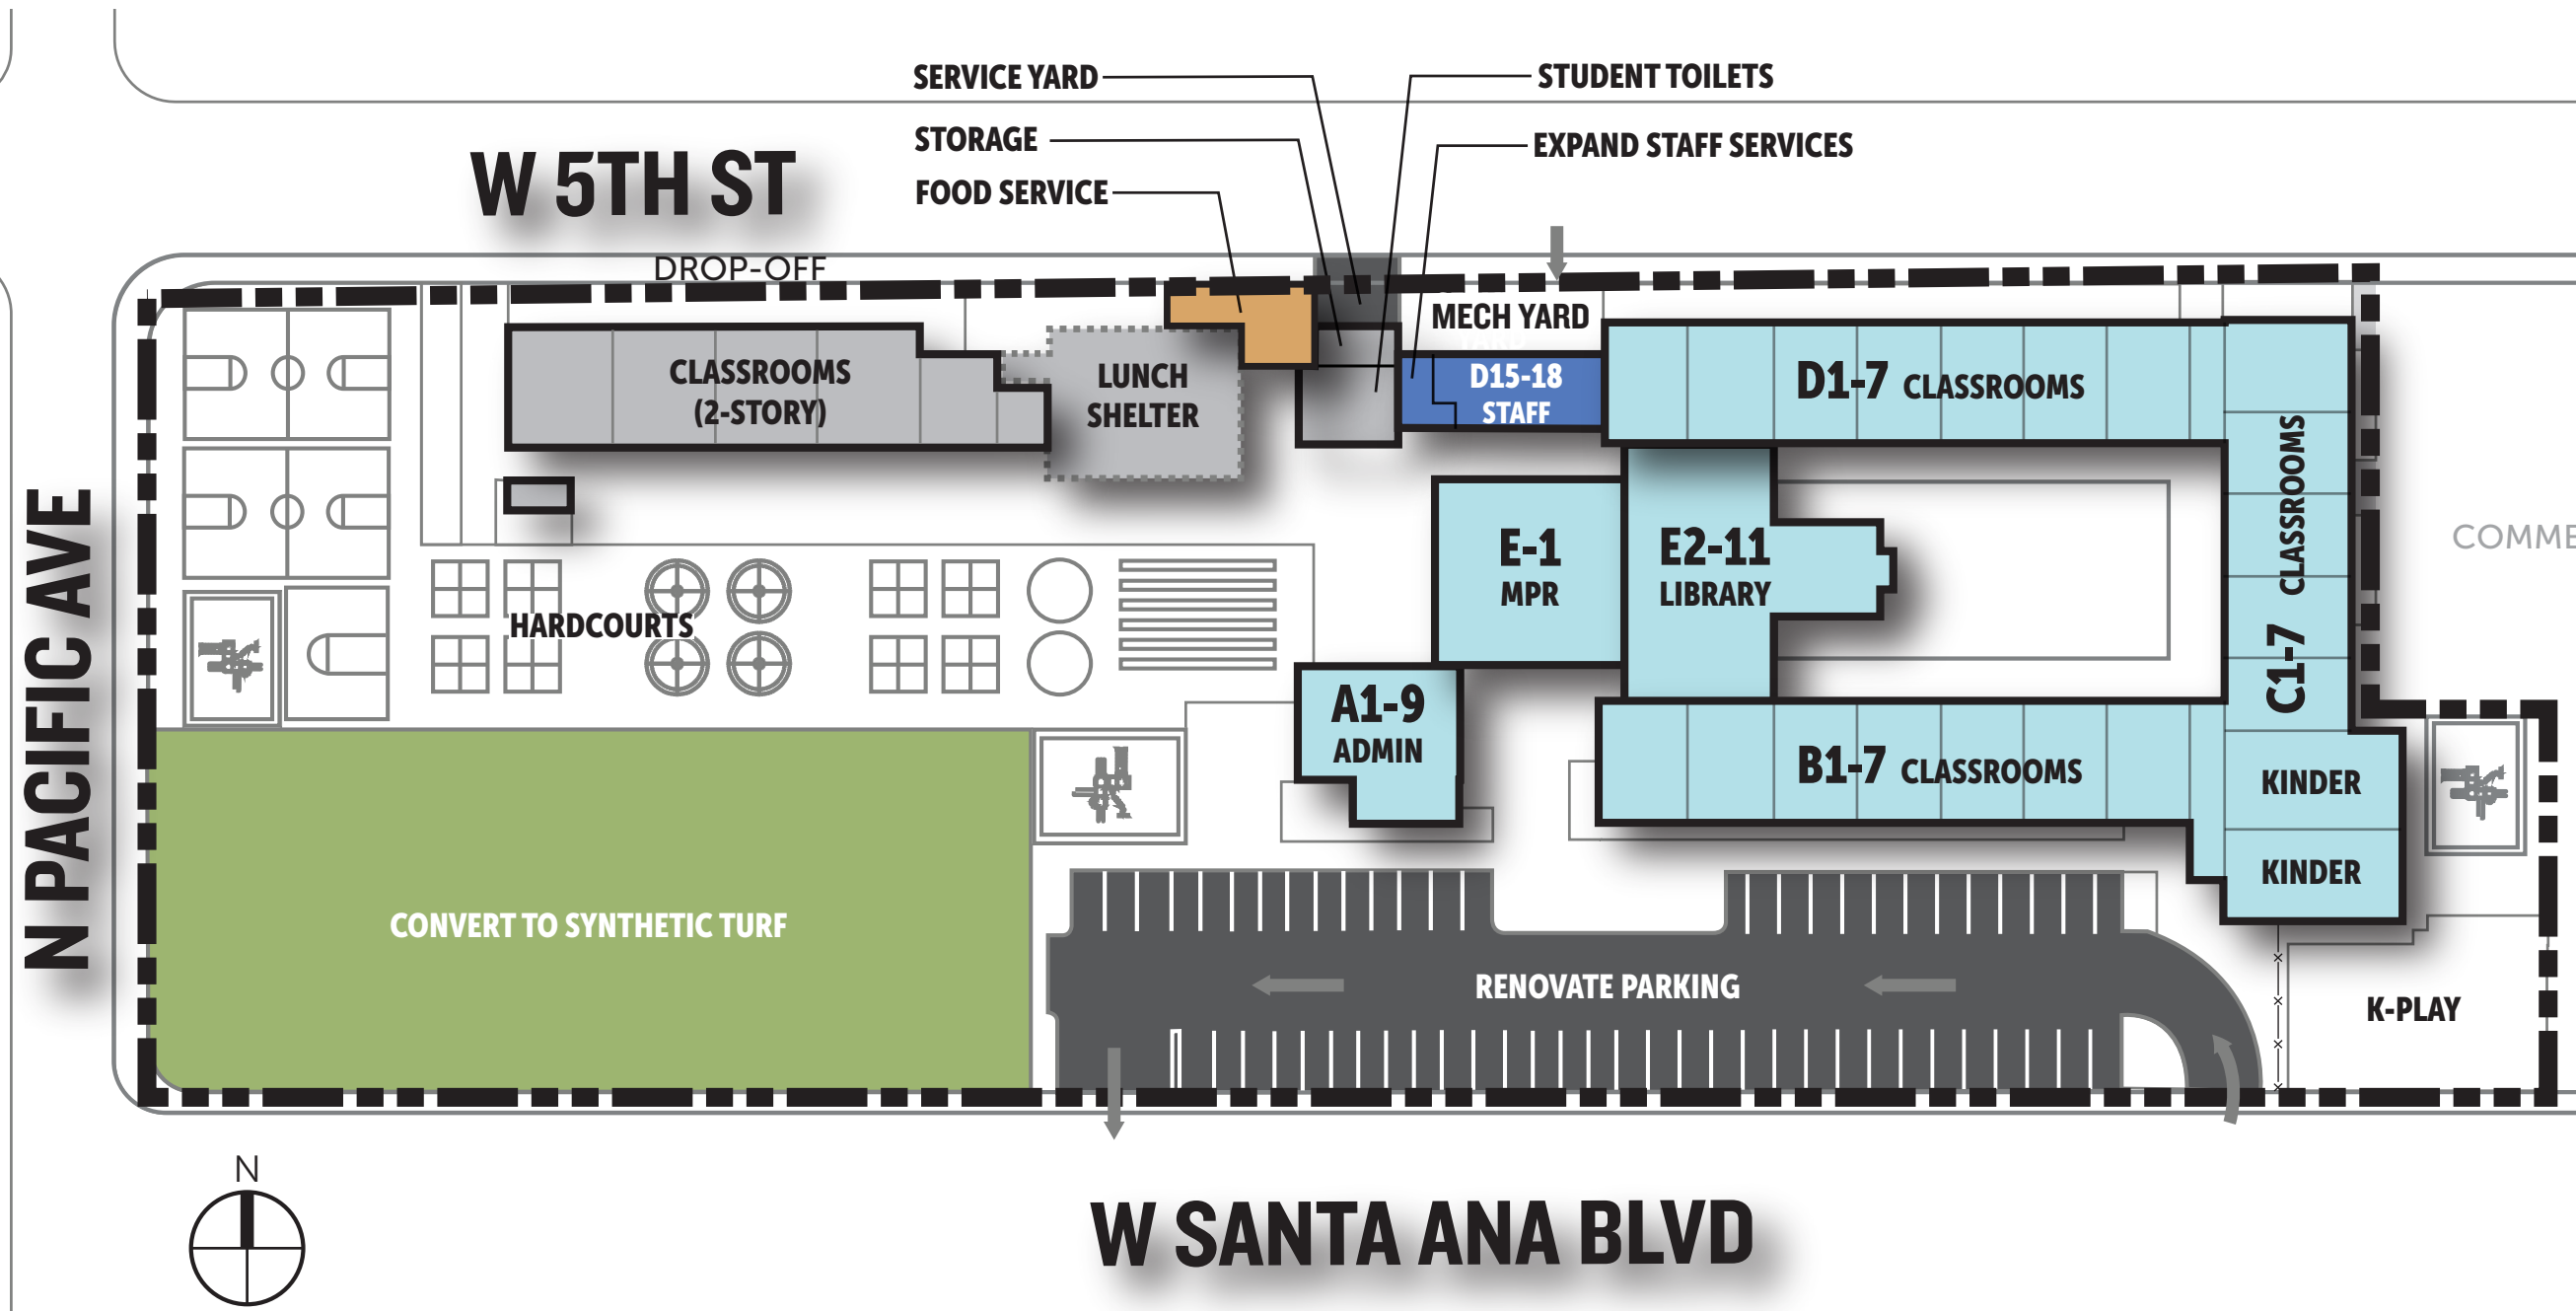 SERVICE YARD
STUDENT TOILETS
STORAGE
EXPAND STAFF SERVICES
FOOD SERVICE
W 5TH ST
DROP-OFF
MECH YARD
CLASSROOMS
(2-STORY)
LUNCH
SHELTER
D15-18
STAFF
D1-7 CLASSROOMS
C1-7 CLASSROOMS
E-1
MPR
E2-11
LIBRARY
COMME
N PACIFIC AVE
HARDCOURTS
A1-9
ADMIN
B1-7 CLASSROOMS
KINDER
KINDER
CONVERT TO SYNTHETIC TURF
RENOVATE PARKING
K-PLAY
N
W SANTA ANA BLVD